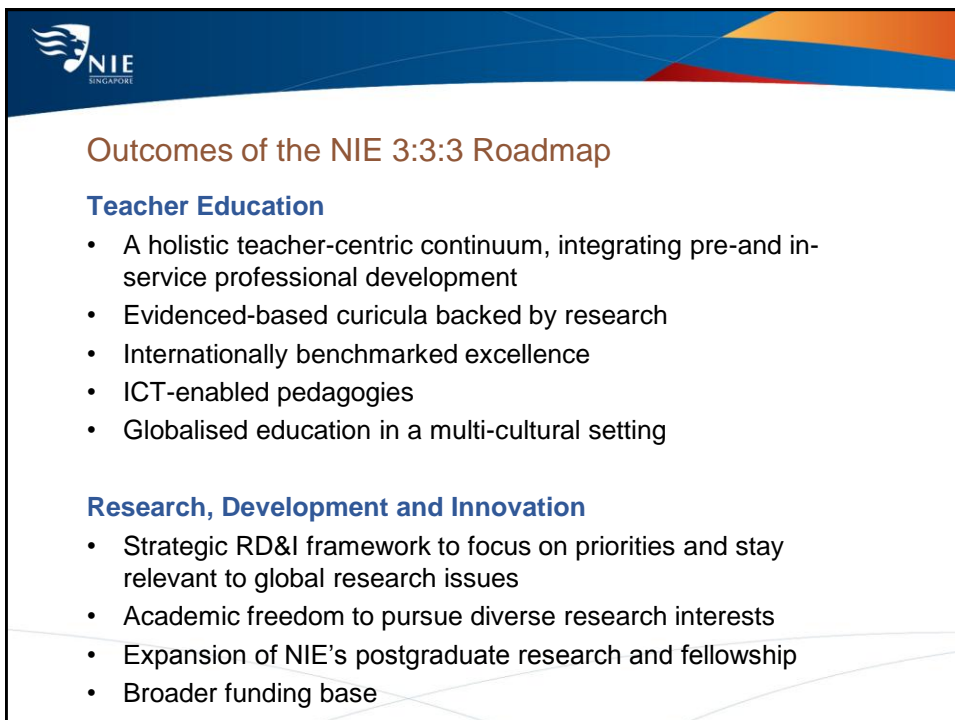 NIE
SINGAPORE
Outcomes of the NIE 3:3:3 Roadmap
Teacher Education
• A holistic teacher-centric continuum, integrating pre-and in-
service professional development
• Evidenced-based curicula backed by research
• Internationally benchmarked excellence
• ICT-enabled pedagogies
• Globalised education in a multi-cultural setting
Research, Development and Innovation
• Strategic RD&I framework to focus on priorities and stay
relevant to global research issues
• Academic freedom to pursue diverse research interests
• Expansion of NIE’s postgraduate research and fellowship
• Broader funding base